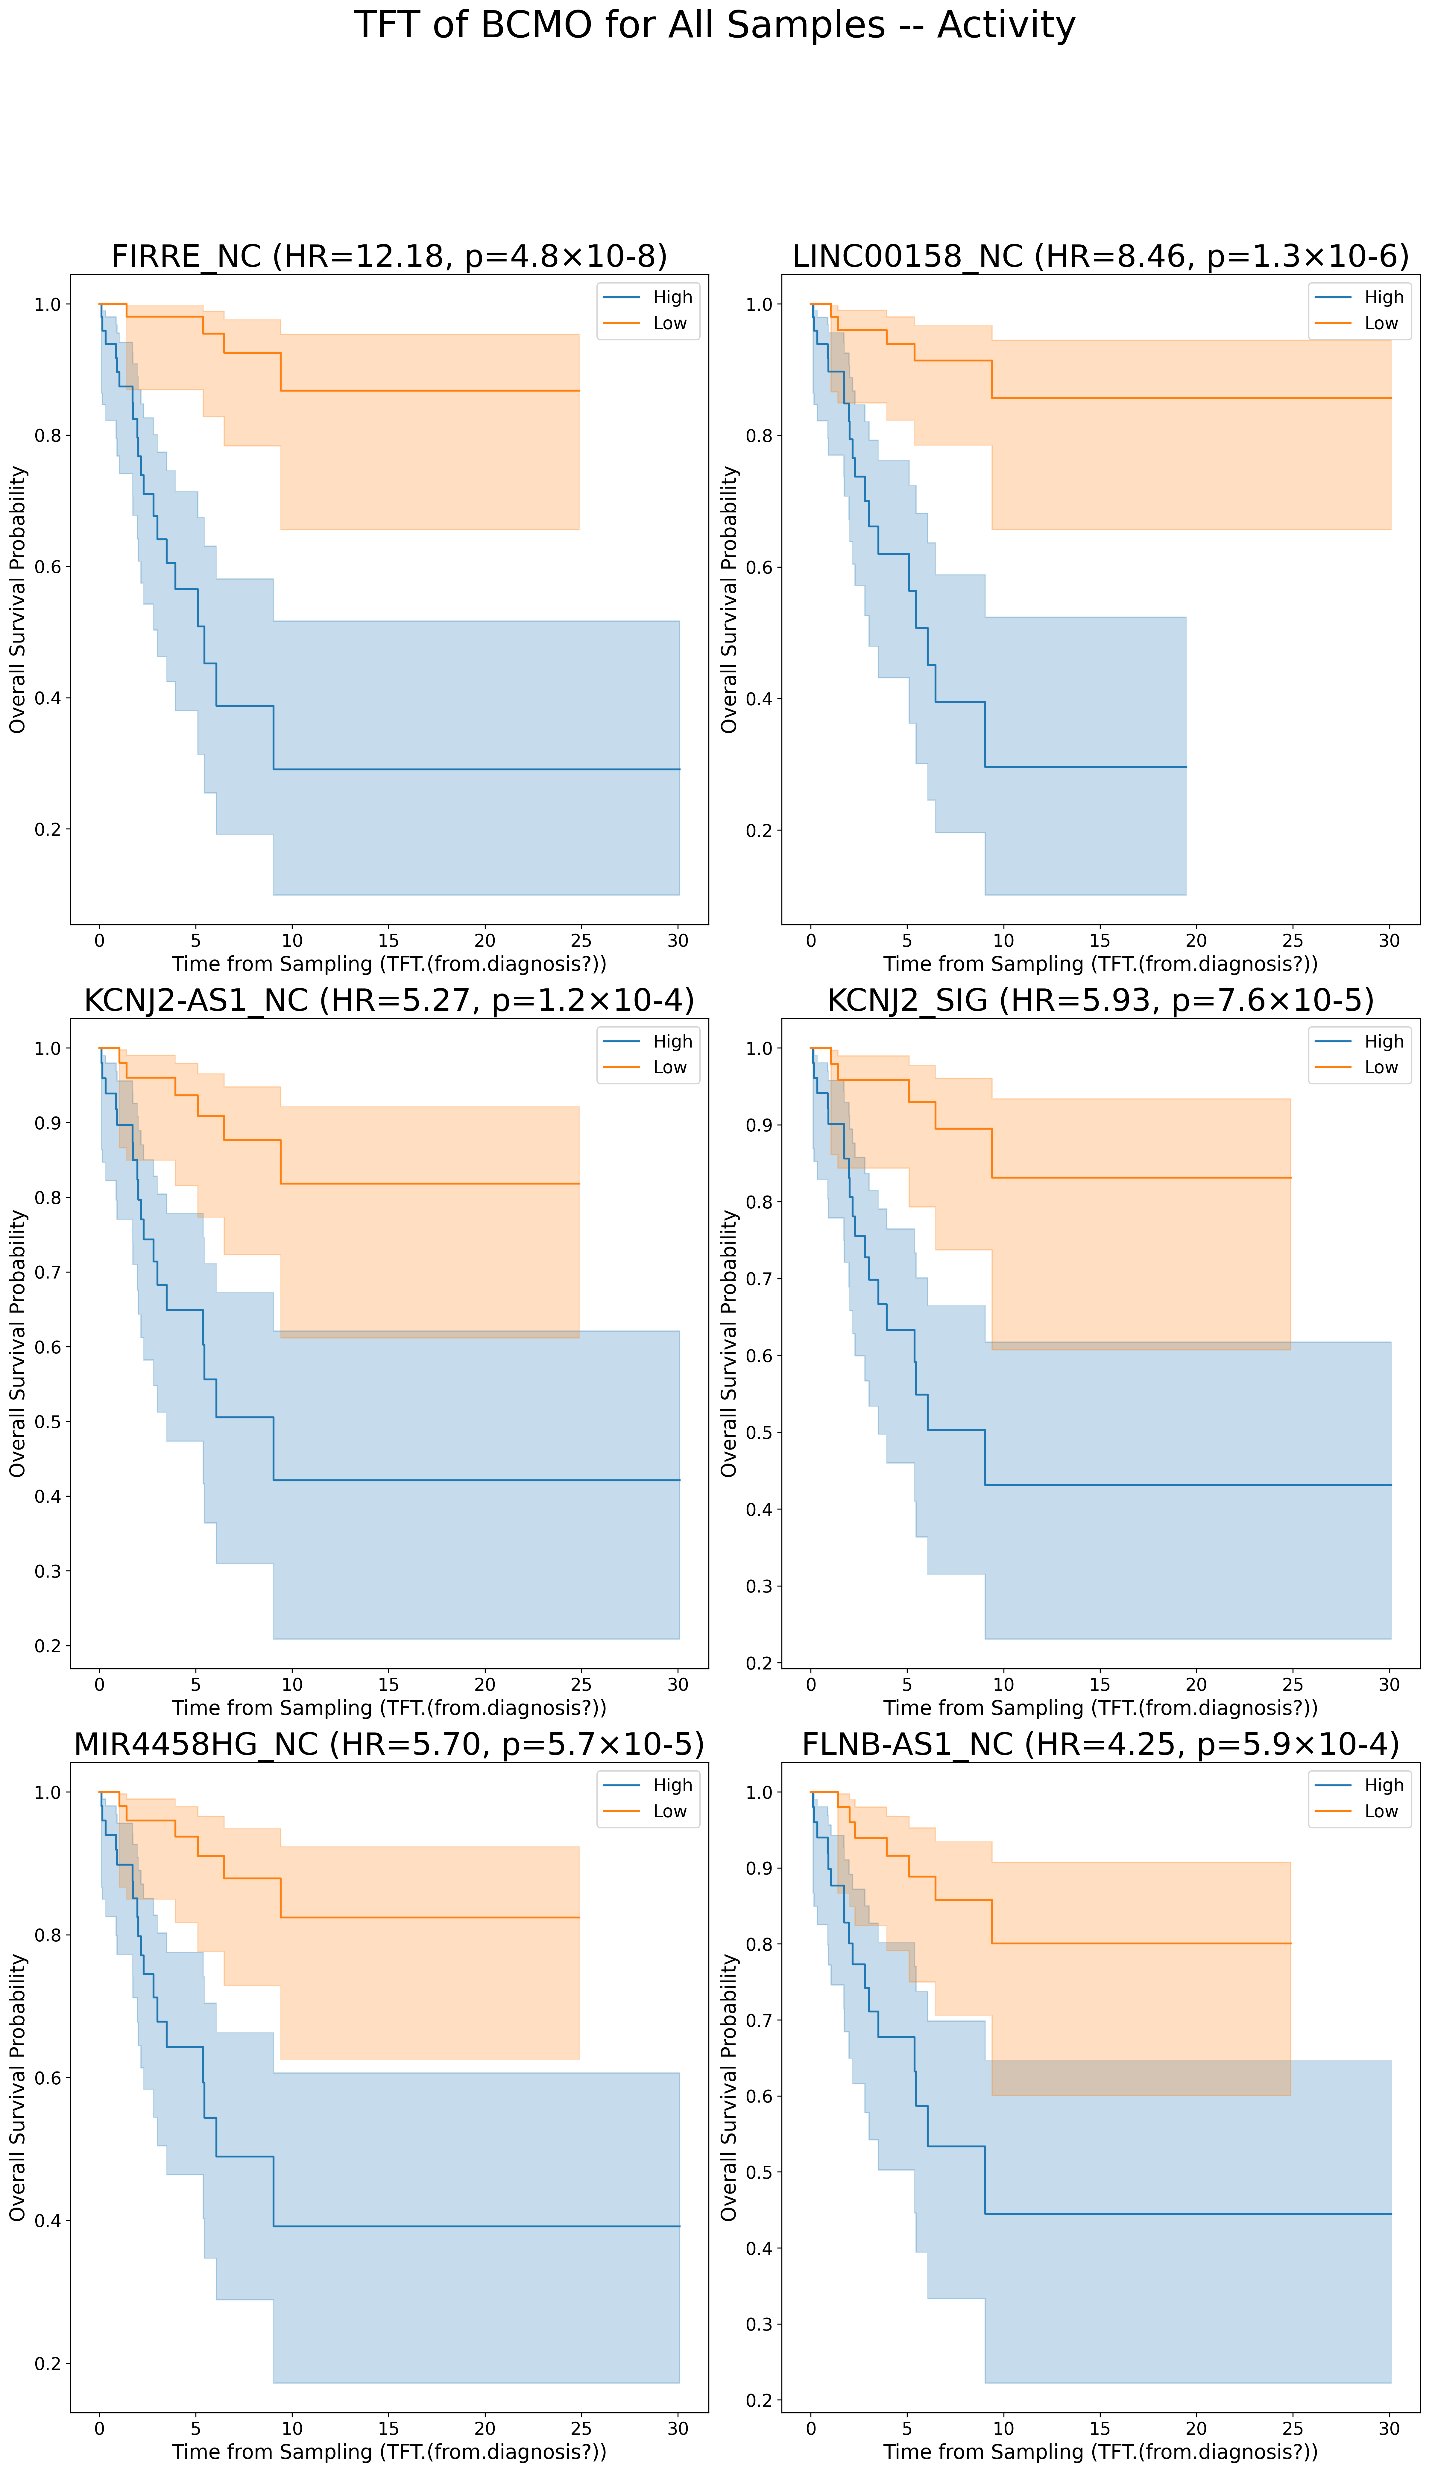 TFT of BCMO for All Samples -- Activity
FIRRE_NC (HR=12.18, p=4.8×10-8)
High
Low
1.0
0.8
0.6
0.4
0.2
Overall Survival Probability
0 5 10 15 20 25 30
Time from Sampling (TFT.(from.diagnosis?))
LINC00158_NC (HR=8.46, p=1.3×10-6)
High
Low
1.0
0.8
0.6
0.4
0.2
Overall Survival Probability
0 5 10 15 20 25 30
Time from Sampling (TFT.(from.diagnosis?))
KCNJ2-AS1_NC (HR=5.27, p=1.2×10-4)
High
Low
1.0
0.9
0.8
0.7
0.6
0.5
0.4
0.3
0.2
Overall Survival Probability
0 5 10 15 20 25 30
Time from Sampling (TFT.(from.diagnosis?))
KCNJ2_SIG (HR=5.93, p=7.6×10-5)
High
Low
1.0
0.9
0.8
0.7
0.6
0.5
0.4
0.3
0.2
Overall Survival Probability
0 5 10 15 20 25 30
Time from Sampling (TFT.(from.diagnosis?))
MIR4458HG_NC (HR=5.70, p=5.7×10-5)
High
Low
1.0
0.8
0.6
0.4
0.2
Overall Survival Probability
0 5 10 15 20 25 30
Time from Sampling (TFT.(from.diagnosis?))
FLNB-AS1_NC (HR=4.25, p=5.9×10-4)
High
Low
1.0
0.9
0.8
0.7
0.6
0.5
0.4
0.3
0.2
Overall Survival Probability
0 5 10 15 20 25 30
Time from Sampling (TFT.(from.diagnosis?))